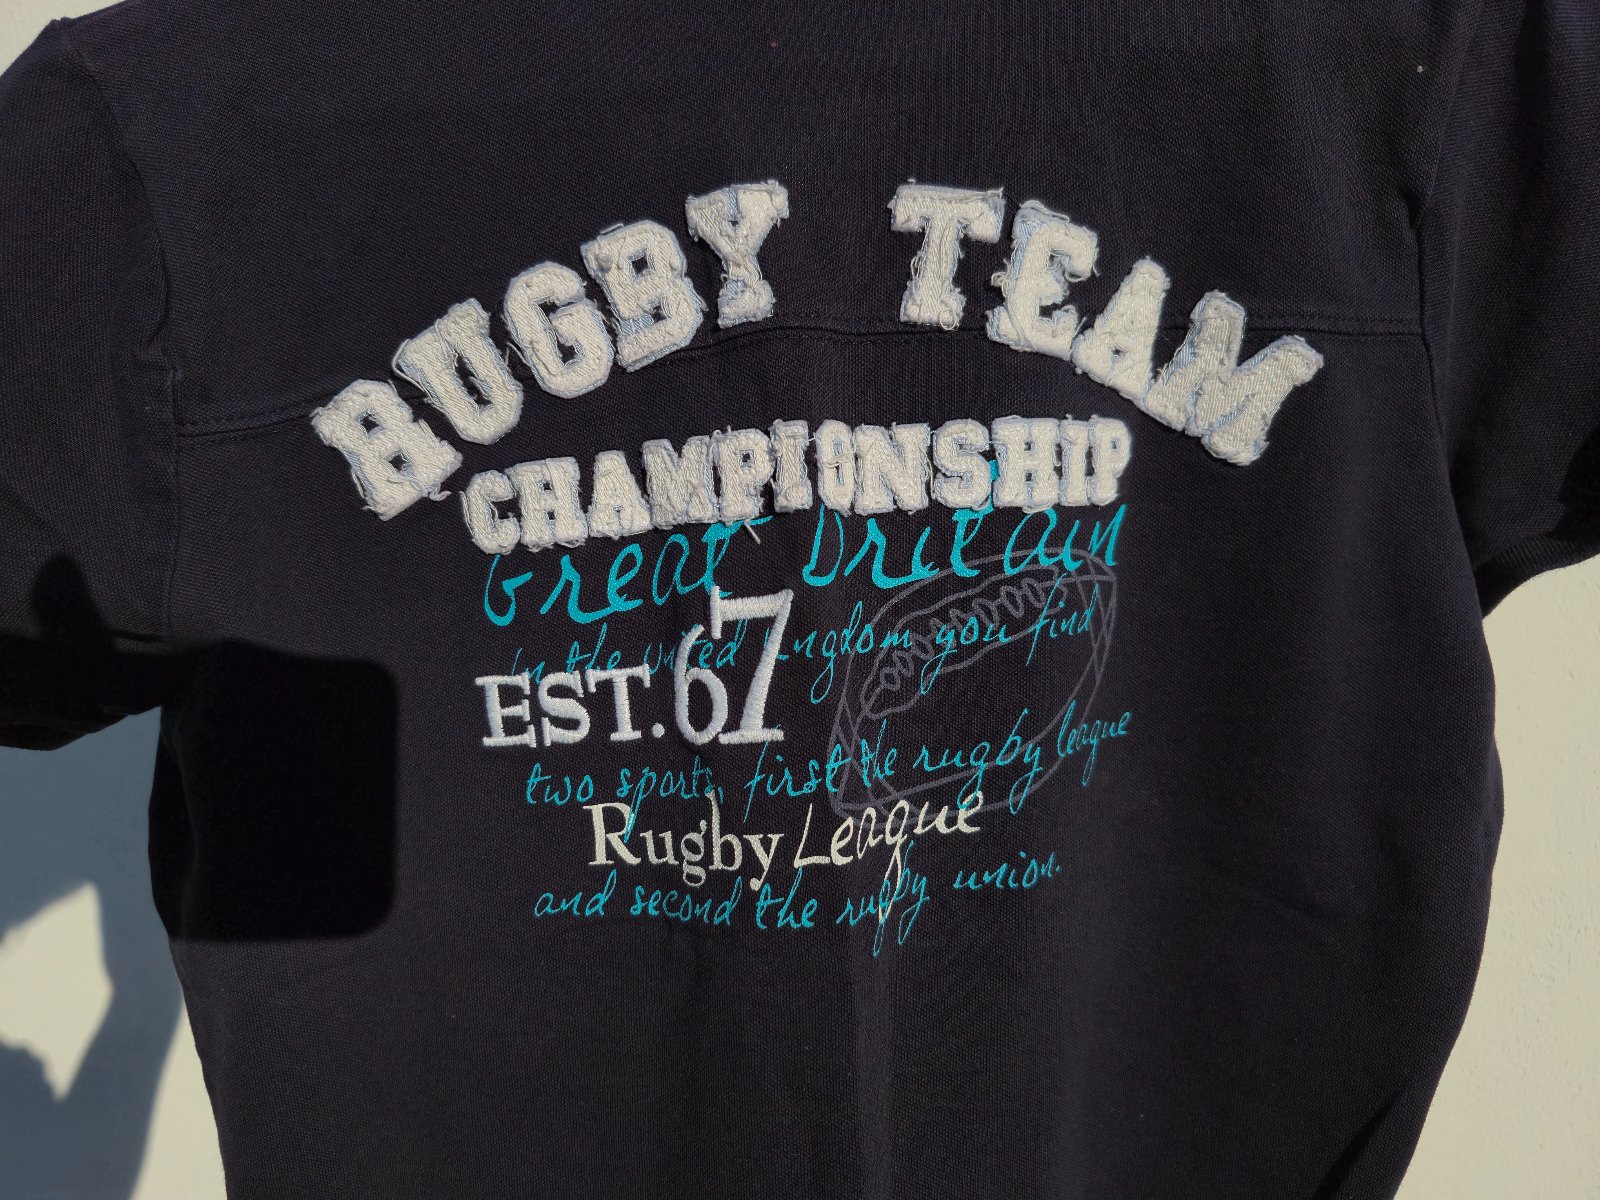 BUGBY TEAM
CHAMPIONSHIP
Great Britain
in the united kingdom you find
EST.67
two sports, first the rugby league
Rugby League
and second the rugby union.